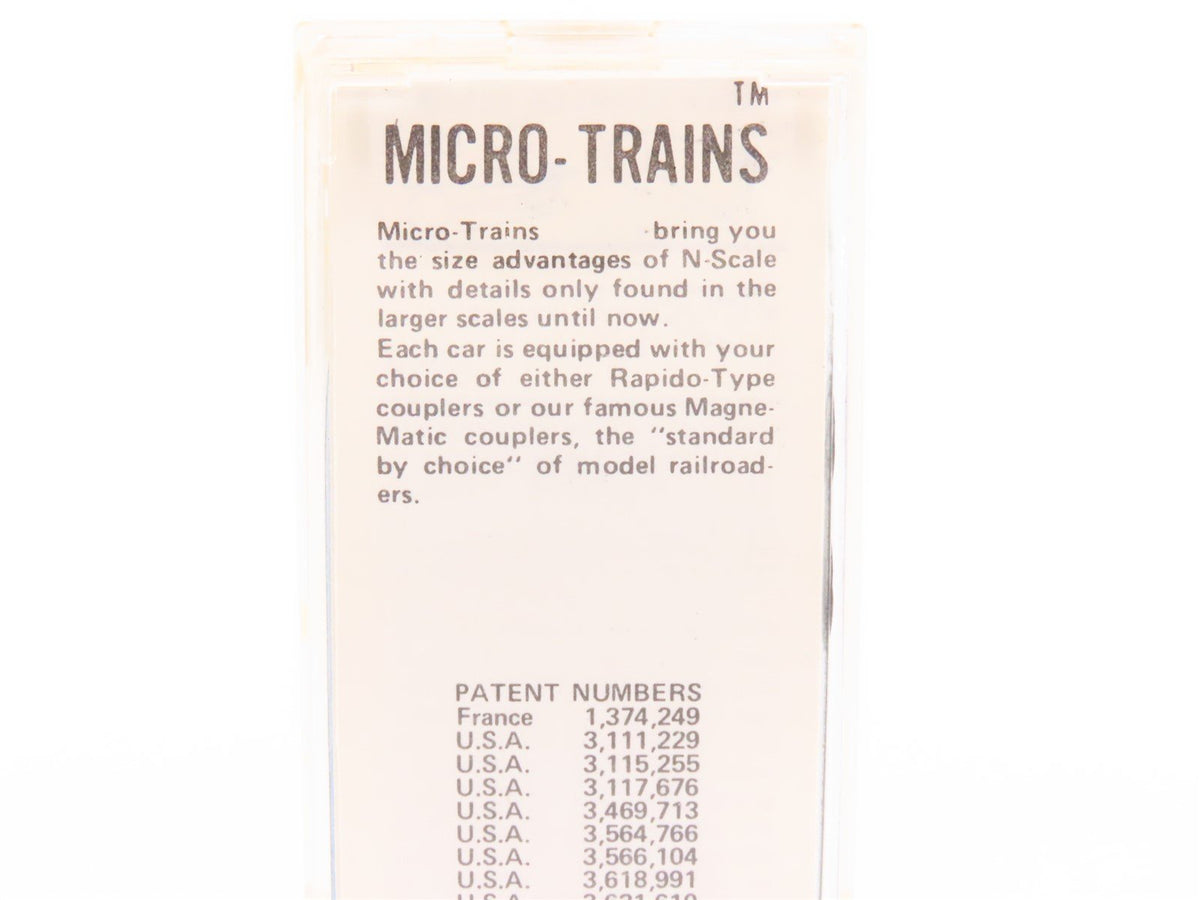 TM
MICRO-TRAINS
Micro-Trains bring you
the size advantages of N-Scale
with details only found in the
larger scales until now.
Each car is equipped with your
choice of either Rapido-Type
couplers or our famous Magne-
Matic couplers, the "standard
by choice" of model railroad-
ers.
PATENT NUMBERS
France 1,374,249
U.S.A. 3,111,229
U.S.A. 3,115,255
U.S.A. 3,117,676
U.S.A. 3,469,713
U.S.A. 3,564,766
U.S.A. 3,566,104
U.S.A. 3,618,991
U.S.A.